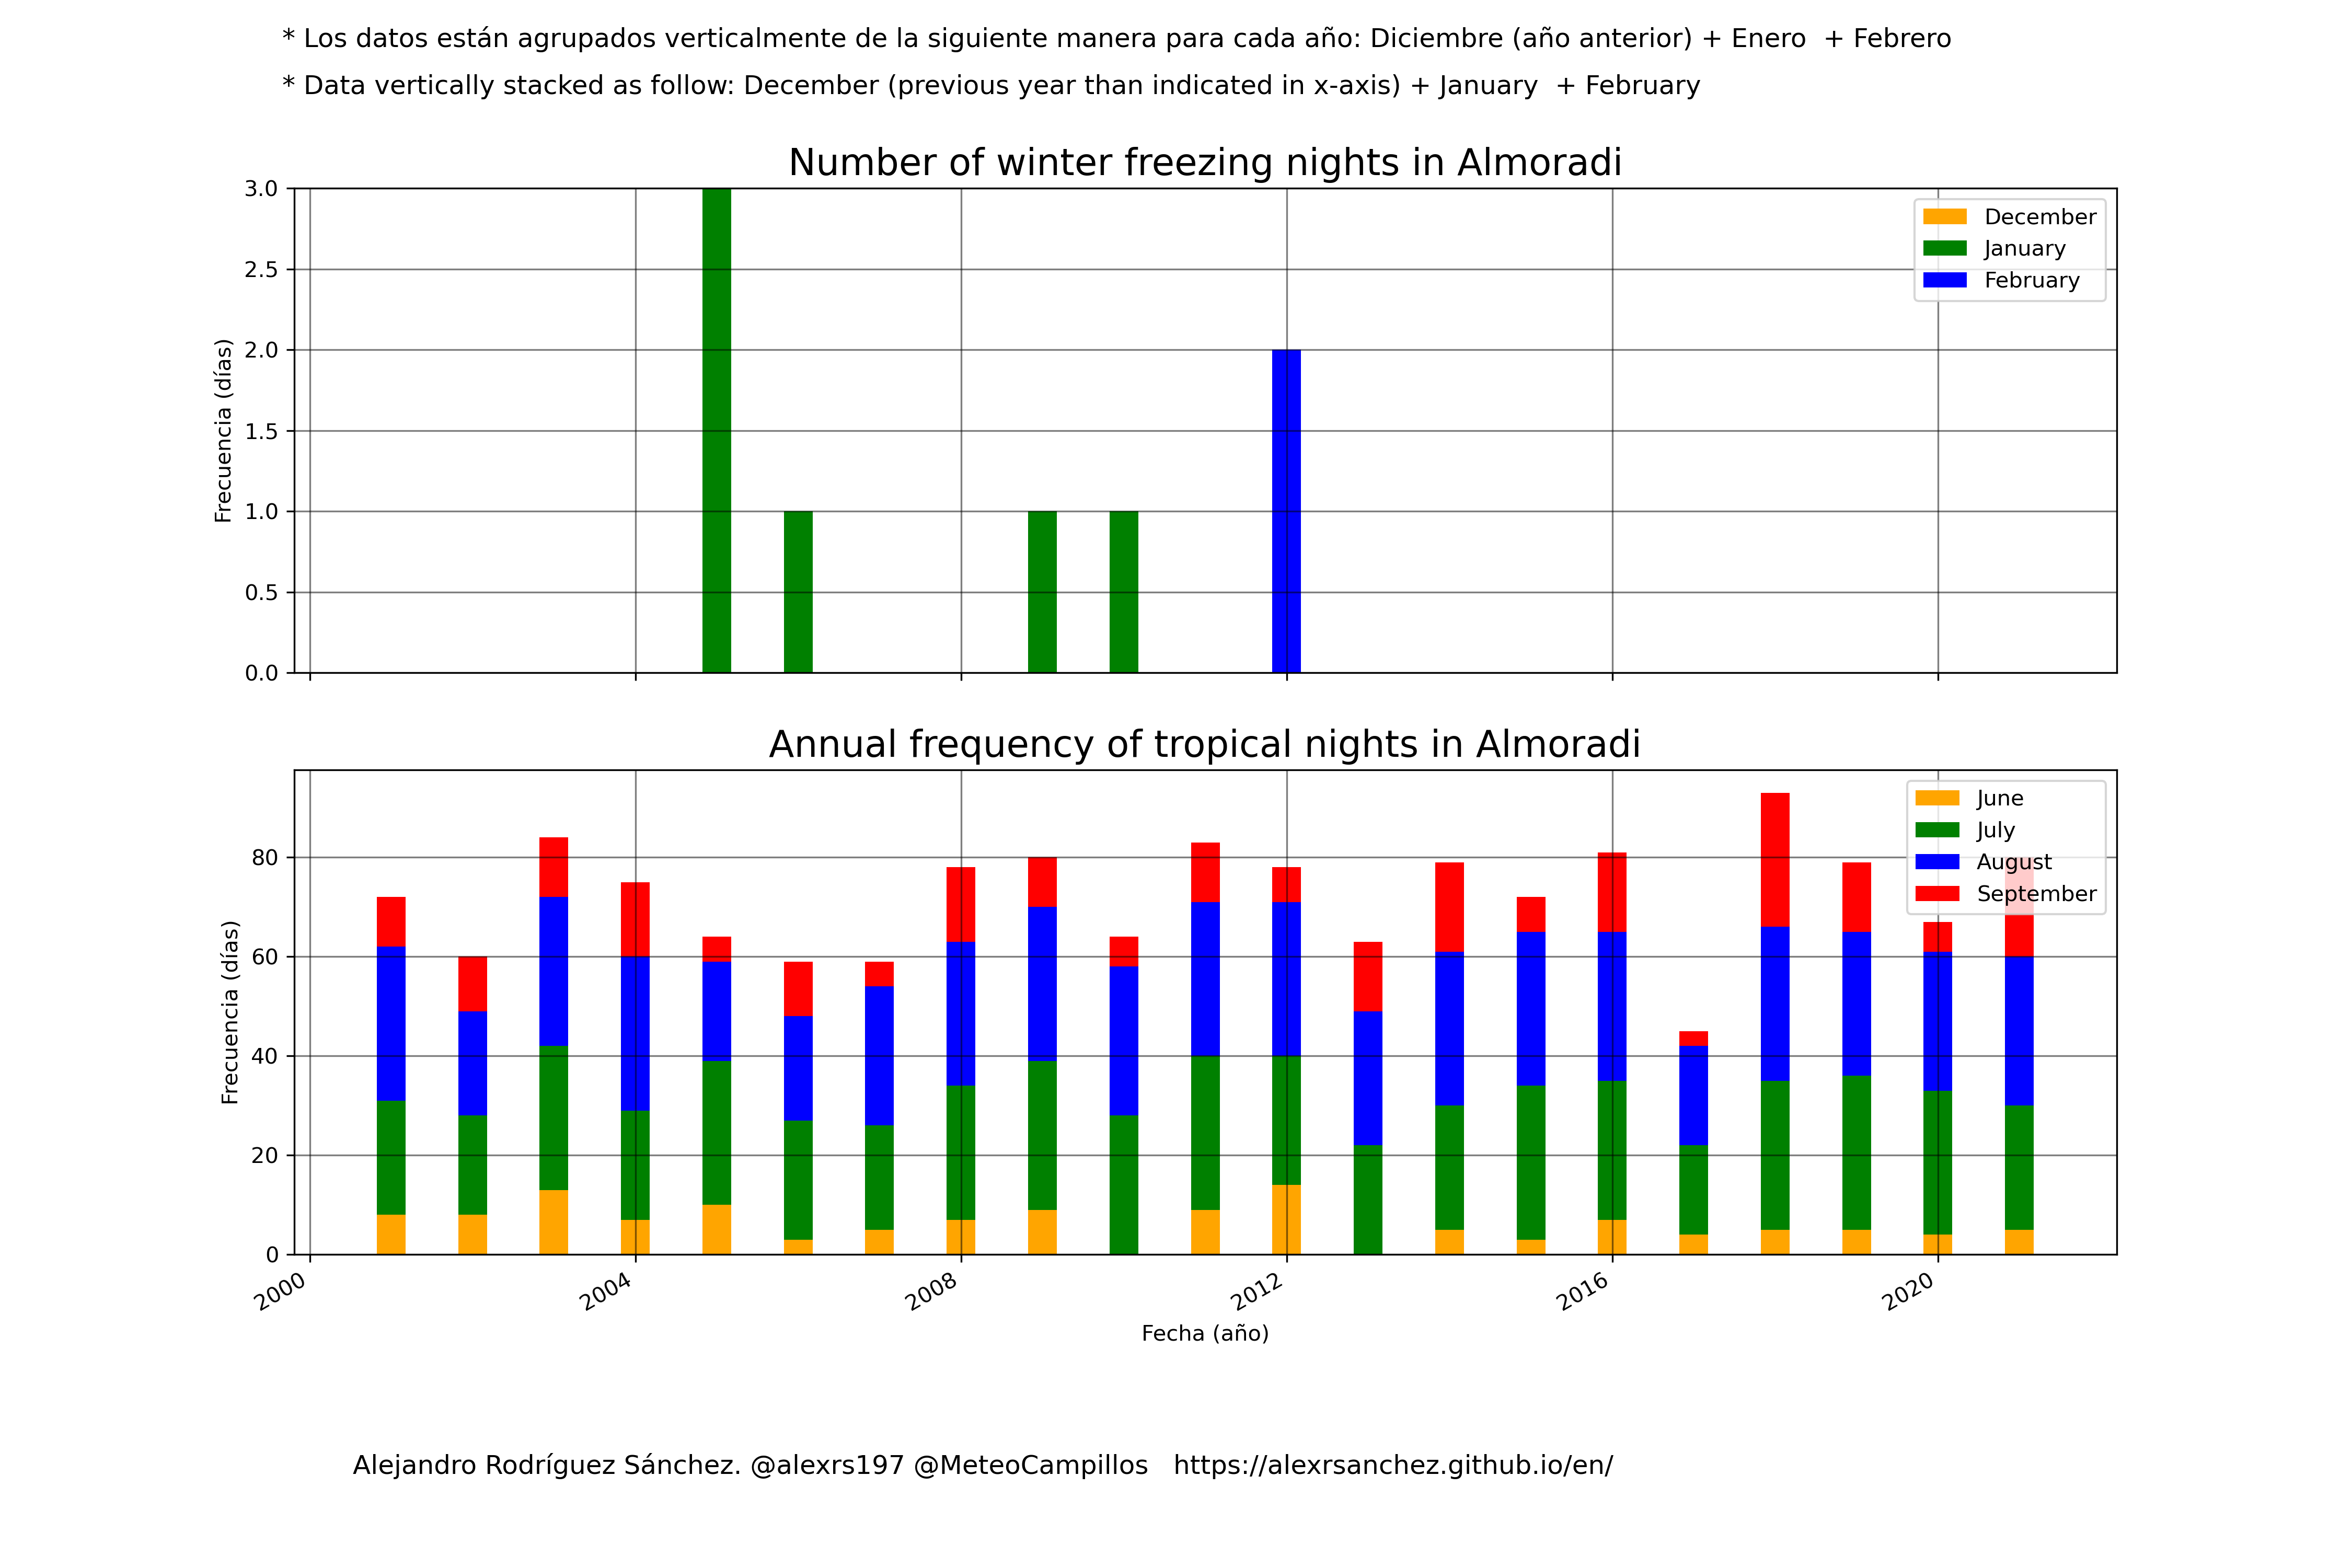 * Los datos están agrupados verticalmente de la siguiente manera para cada año: Diciembre (año anterior) + Enero  + Febrero
* Data vertically stacked as follow: December (previous year than indicated in x-axis) + January  + February
Number of winter freezing nights in Almoradi
3.0
2.5
2.0
1.5
1.0
0.5
0.0
Frecuencia (días)
December
January
February
Annual frequency of tropical nights in Almoradi
80
60
40
20
0
Frecuencia (días)
June
July
August
September
2000
2004
2008
2012
2016
2020
Fecha (año)
Alejandro Rodríguez Sánchez. @alexrs197 @MeteoCampillos   https://alexrsanchez.github.io/en/